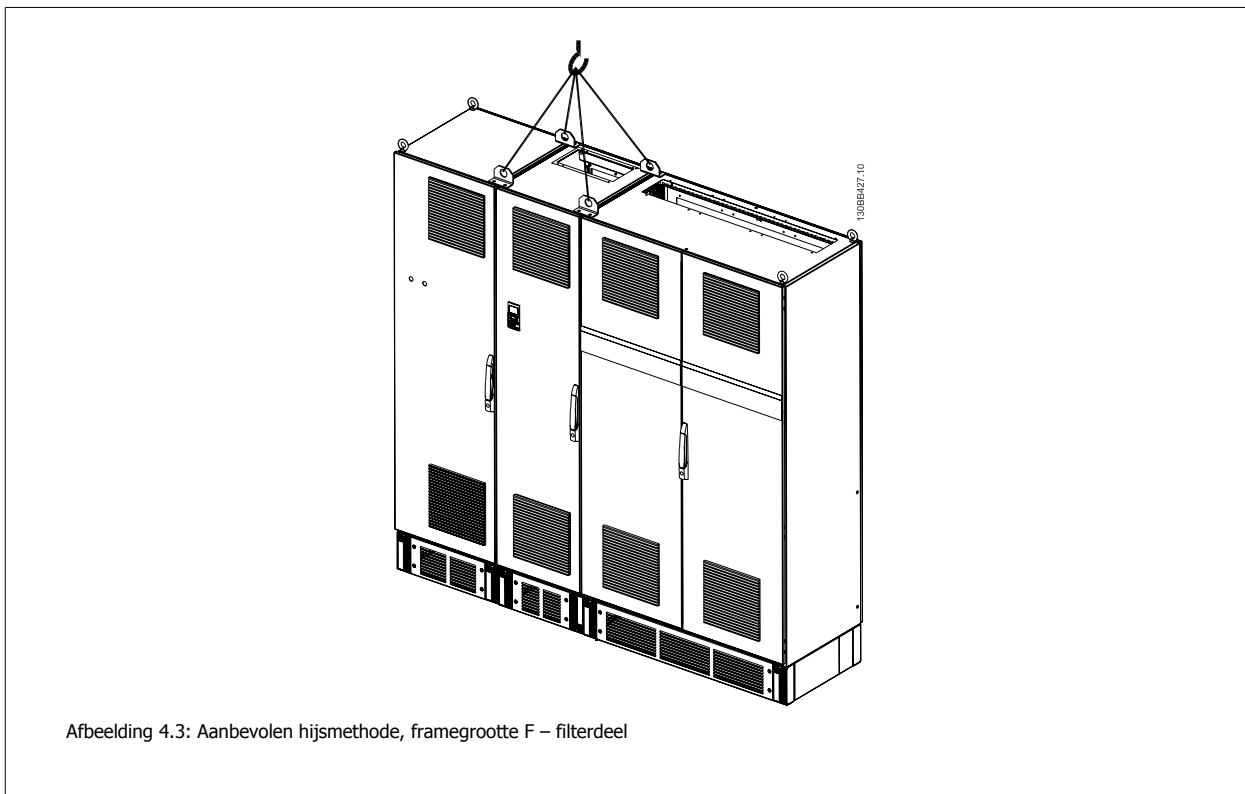 130BB427.10
Afbeelding 4.3: Aanbevolen hijsmethode, framegrootte F – filterdeel